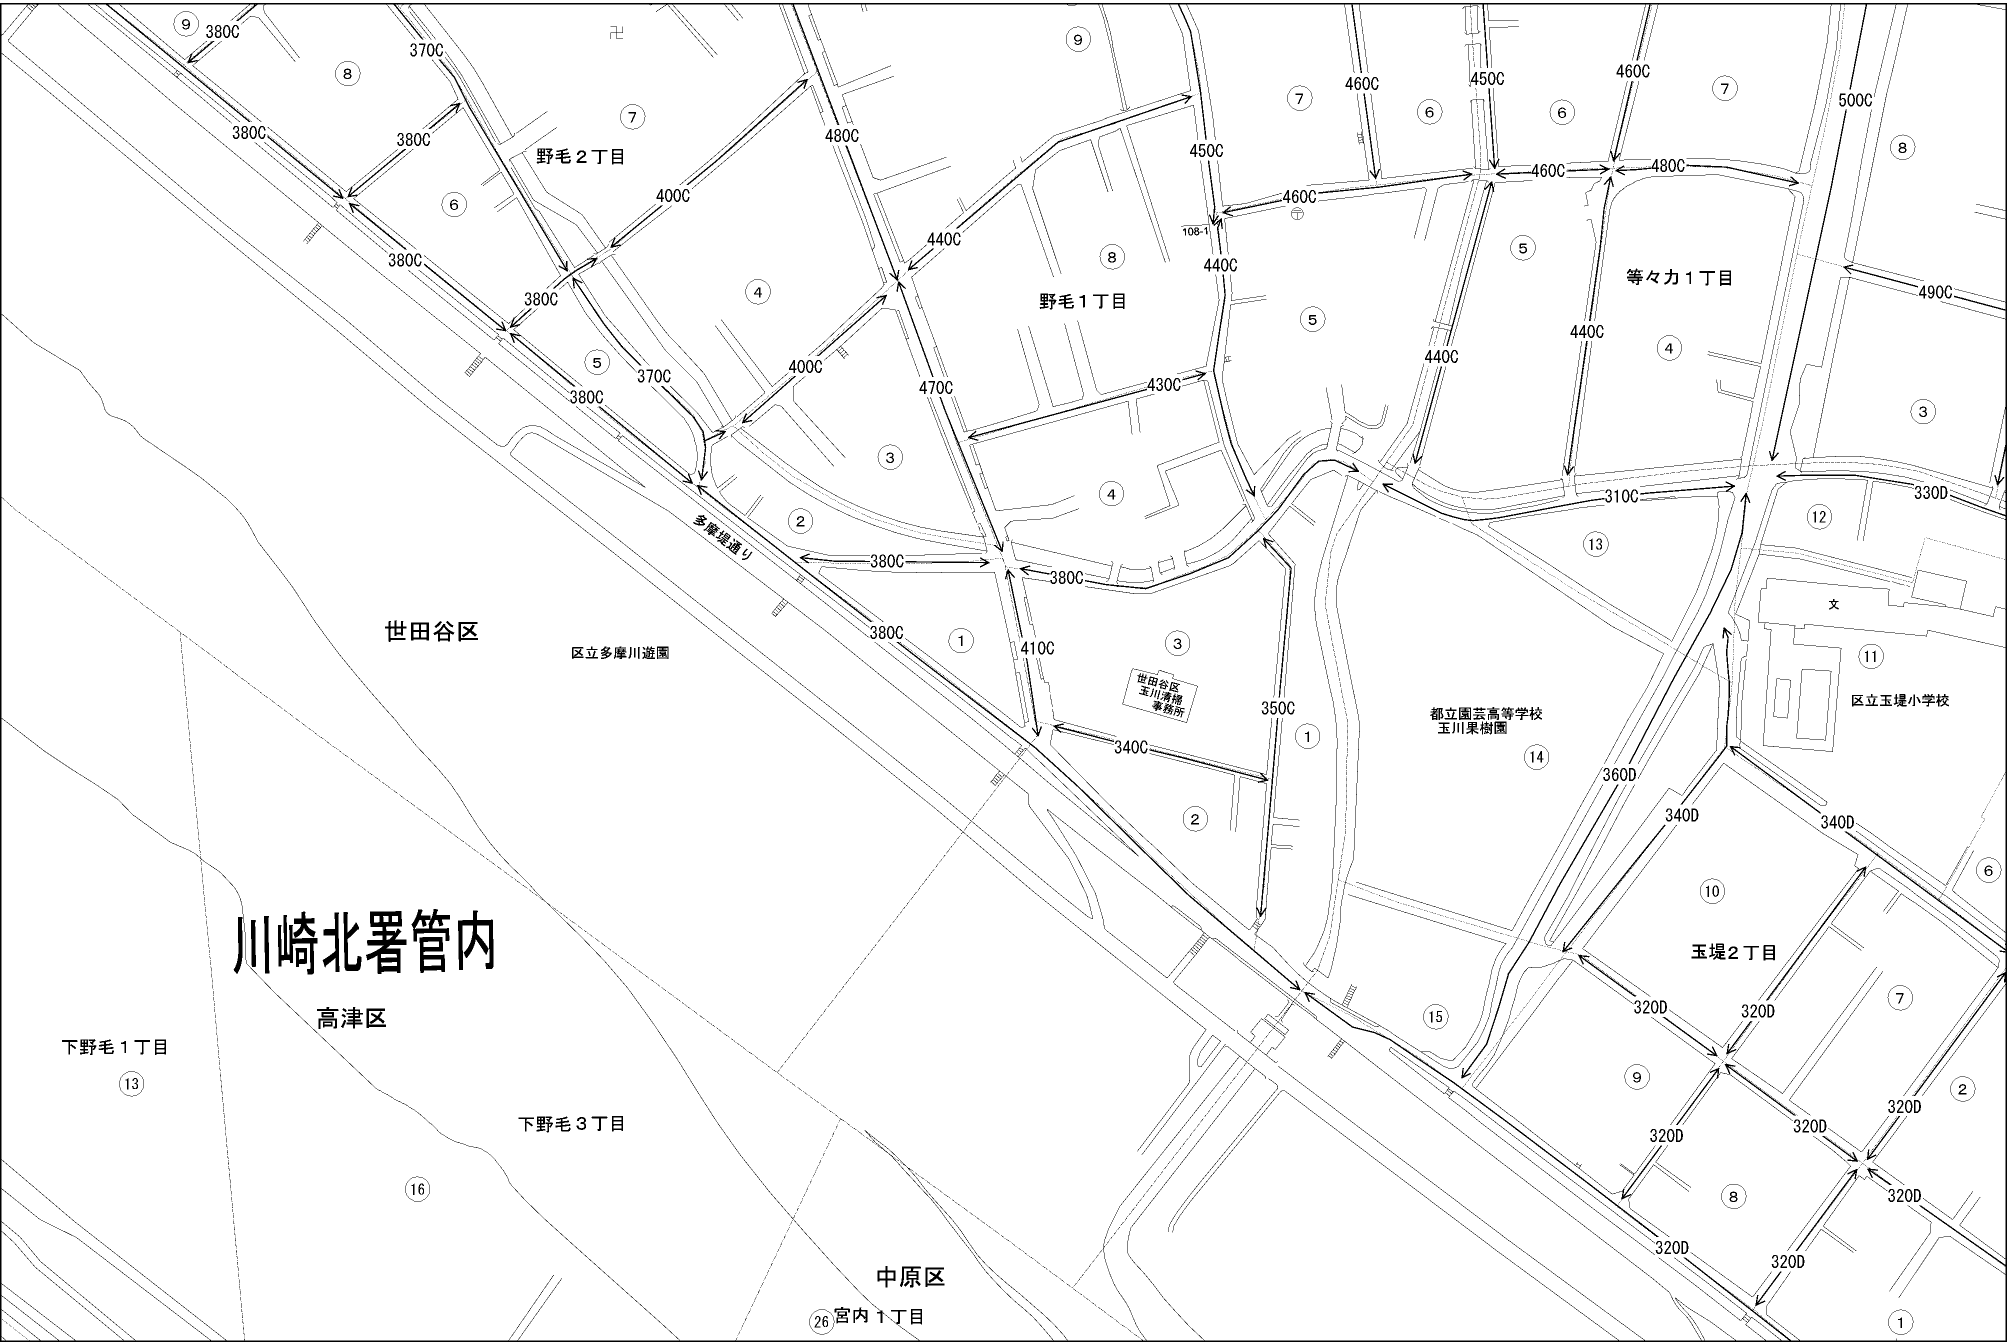 ⑨
380C
370C
卍
⑨
⑧
460C
450C
460C
⑦
⑦
⑥
⑥
500C
⑦
380C
380C
480C
450C
⑧
野毛2丁目
460C
460C
480C
400C
⑥
108-1
〒
440C
⑧
⑤
380C
440C
等々力1丁目
④
490C
380C
野毛1丁目
⑤
440C
440C
④
⑤
400C
370C
470C
430C
380C
③
③
④
310C
330D
②
⑫
多摩堤通り
⑬
380C
380C
文
世田谷区
区立多摩川遊園
380C
①
410C
③
⑪
世田谷区
玉川清掃
事務所
区立玉堤小学校
350C
都立園芸高等学校
玉川果樹園
①
340C
⑭
360D
②
340D
340D
⑥
⑩
川崎北署管内
玉堤2丁目
⑦
320D
320D
高津区
⑮
下野毛1丁目
⑬
⑨
②
320D
下野毛3丁目
320D
320D
⑯
⑧
320D
320D
320D
中原区
㉖
宮内1丁目
①